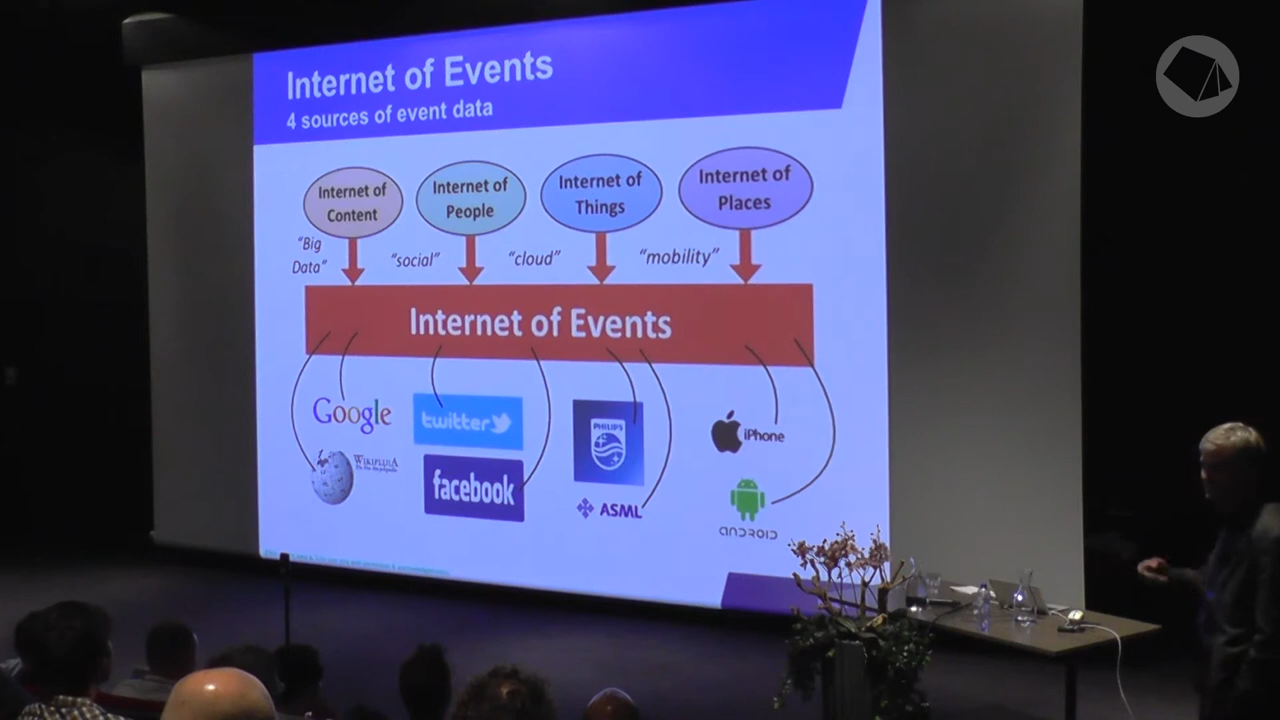 Internet of Events
4 sources of event data
Internet of
Content
Internet of
People
Internet of
Things
Internet of
Places
"Big
Data"
"social"
"cloud"
"mobility"
Internet of Events
Google
twitter
PHILIPS
iPhone
WIKIPEDIA
facebook
ASML
ANDROID